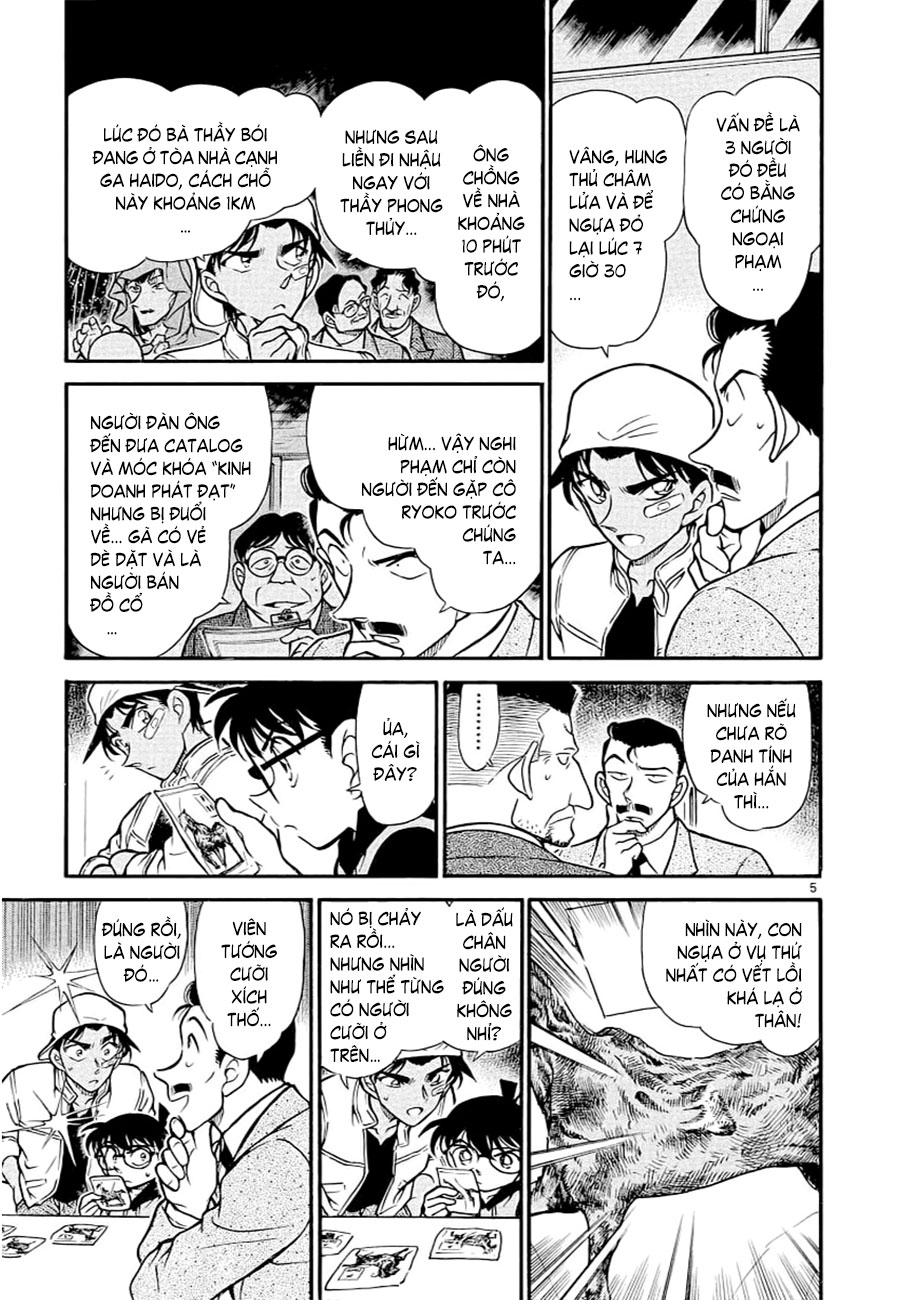 VẤN ĐỀ LÀ
3 NGƯỜI
ĐÓ ĐỀU
CÓ BẰNG
CHỨNG
NGOẠI
PHẠM
...
VÂNG, HUNG
THỦ CHÂM
LỬA VÀ ĐỂ
NGỰA ĐÓ
LẠI LÚC 7
GIỜ 30
...
ÔNG
CHỒNG
VỀ NHÀ
KHOẢNG
10 PHÚT
TRƯỚC
ĐÓ,
NHƯNG SAU
LIỀN ĐI NHẬU
NGAY VỚI
THẦY PHONG
THỦY...
LÚC ĐÓ BÀ THẦY BÓI
ĐANG Ở TÒA NHÀ CẠNH
GA HAIDO, CÁCH CHỖ
NÀY KHOẢNG 1KM
...
HỪM... VẬY NGHI
PHẠM CHỈ CÒN
NGƯỜI ĐẾN GẶP CÔ
RYOKO TRƯỚC
CHÚNG
TA...
NGƯỜI ĐÀN ÔNG
ĐẾN ĐƯA CATALOG
VÀ MÓC KHÓA "KINH
DOANH PHÁT ĐẠT"
NHƯNG BỊ ĐUỔI
VỀ... GÃ CÓ VẺ
DÈ DẶT VÀ LÀ
NGƯỜI BÁN
ĐỒ CỔ
...
NHƯNG NẾU
CHƯA RÕ
DANH TÍNH
CỦA HẮN
THÌ...
........
ỦA,
CÁI GÌ
ĐÂY?
5
NHÌN NÀY, CON
NGỰA Ở VỤ THỨ
NHẤT CÓ VẾT LỒI
KHÁ LẠ Ở
THÂN!
LÀ DẤU
CHÂN
NGƯỜI
ĐÚNG
KHÔNG
NHỈ?
NÓ BỊ CHẢY
RA RỒI...
NHƯNG NHÌN
NHƯ THỂ TỪNG
CÓ NGƯỜI
CƯỠI Ở
TRÊN...
VIÊN
TƯỚNG
CƯỠI
XÍCH
THỐ...
ĐÚNG RỒI,
LÀ NGƯỜI
ĐÓ...